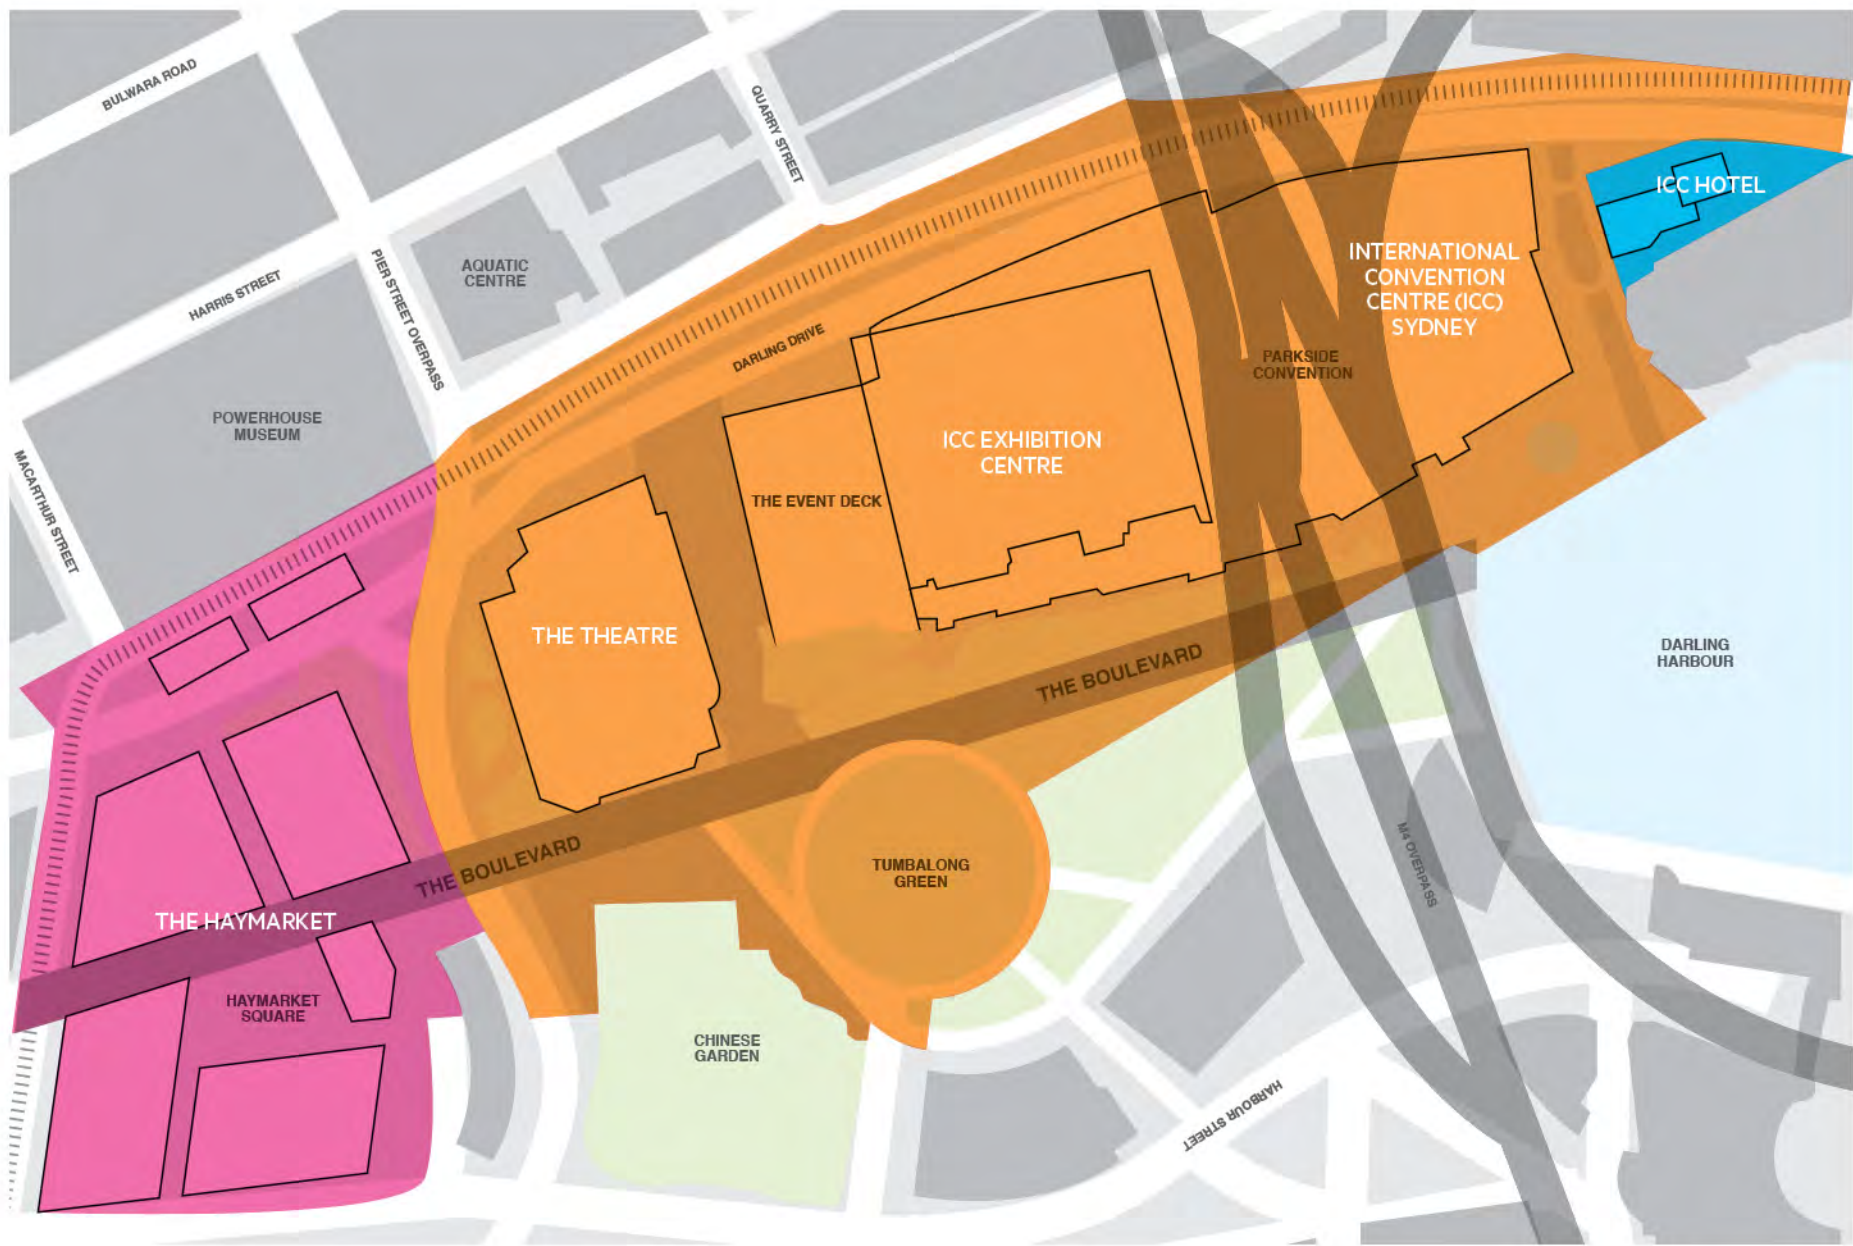 BULWARA ROAD
QUARRY STREET
ICC HOTEL
AQUATIC
CENTRE
HARRIS STREET
PIER STREET OVERPASS
INTERNATIONAL
CONVENTION
CENTRE (ICC)
SYDNEY
DARLING DRIVE
PARKSIDE
CONVENTION
POWERHOUSE
MUSEUM
ICC EXHIBITION
CENTRE
MACARTHUR STREET
THE EVENT DECK
THE THEATRE
DARLING
HARBOUR
THE BOULEVARD
THE BOULEVARD
TUMBALONG
GREEN
M4 OVERPASS
THE HAYMARKET
HAYMARKET
SQUARE
CHINESE
GARDEN
HARBOUR STREET